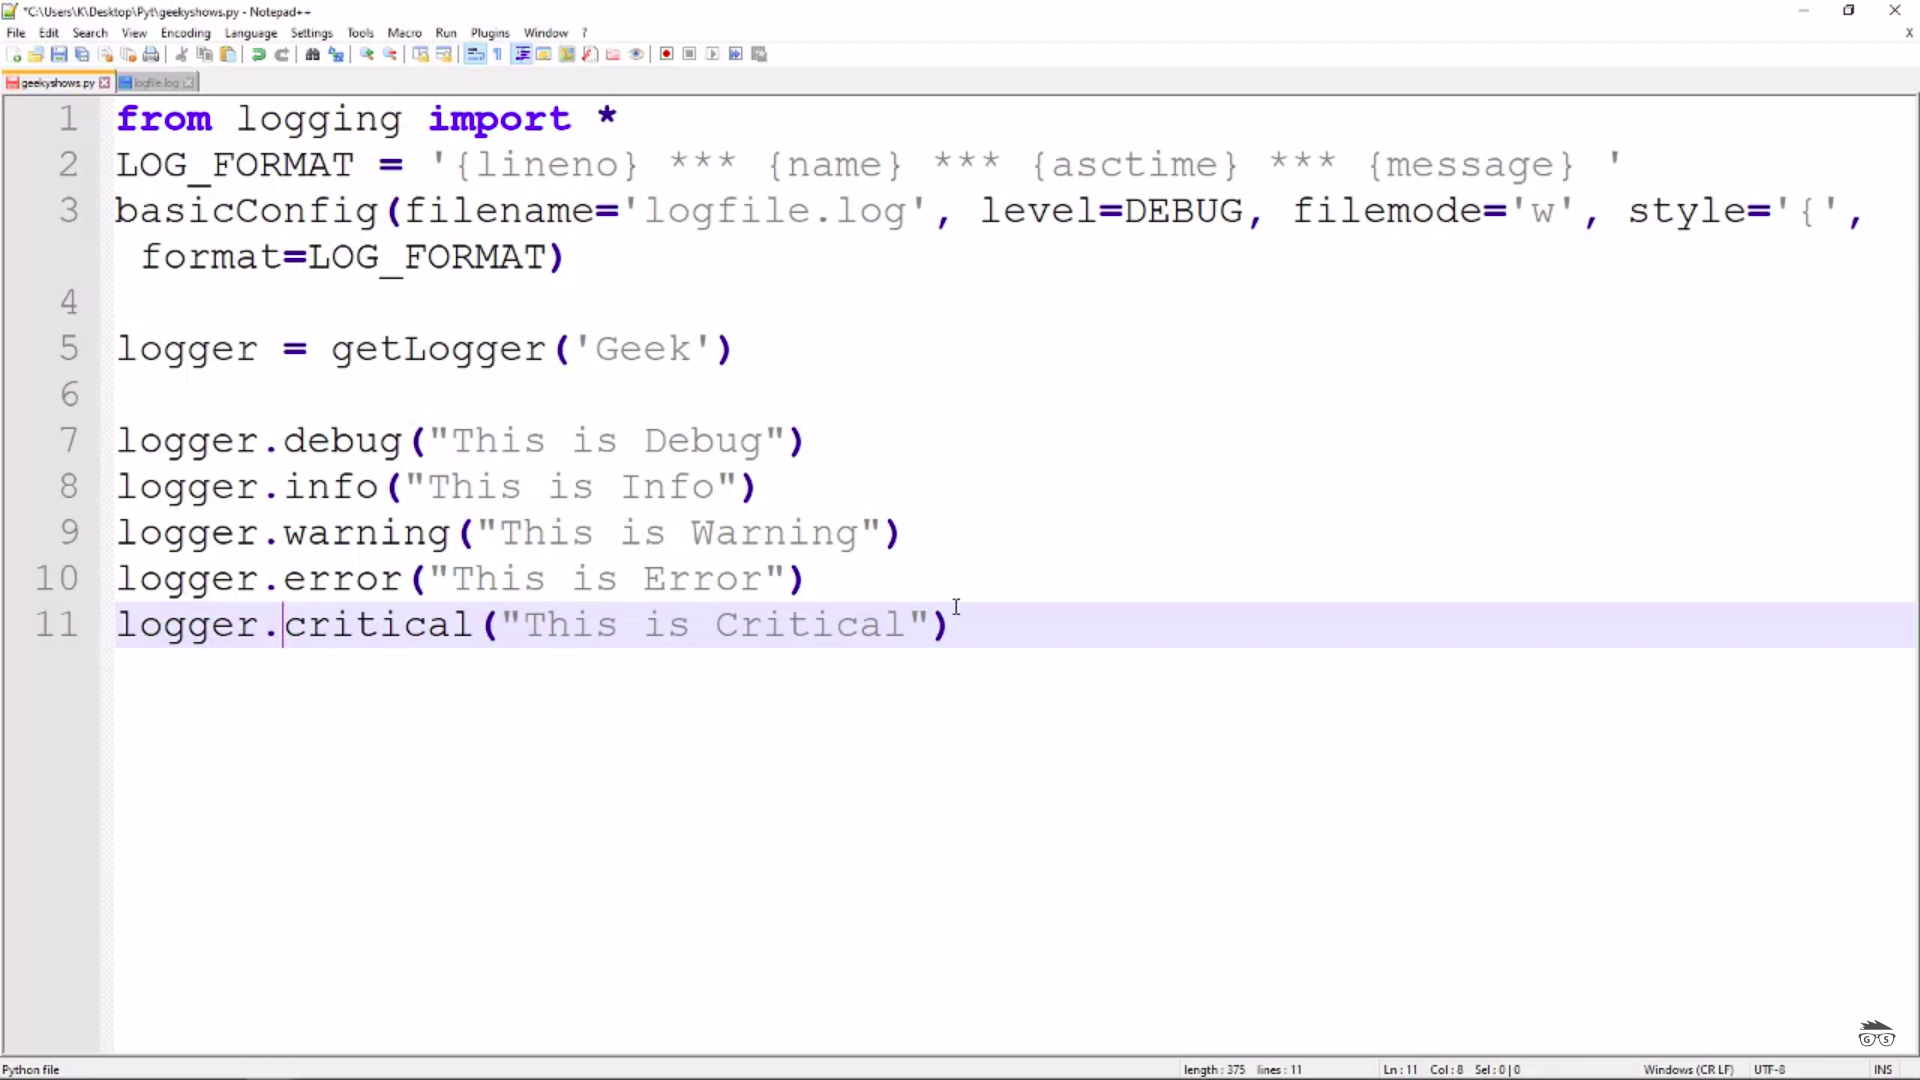 *C:\Users\K\Desktop\Pyt\geekyshows.py - Notepad++
File Edit Search View Encoding Language Settings Tools Macro Run Plugins Window ? X
geekyshows.py logfile.log
1 from logging import *
2 LOG_FORMAT = '{lineno} *** {name} *** {asctime} *** {message} '
3 basicConfig(filename='logfile.log', level=DEBUG, filemode='w', style='{',
format=LOG_FORMAT)
4
5 logger = getLogger('Geek')
6
7 logger.debug("This is Debug")
8 logger.info("This is Info")
9 logger.warning("This is Warning")
10 logger.error("This is Error")
11 logger.critical("This is Critical")
G S
Python file length : 375 lines : 11 Ln : 11 Col : 8 Sel : 0 | 0 Windows (CR LF) UTF-8 INS